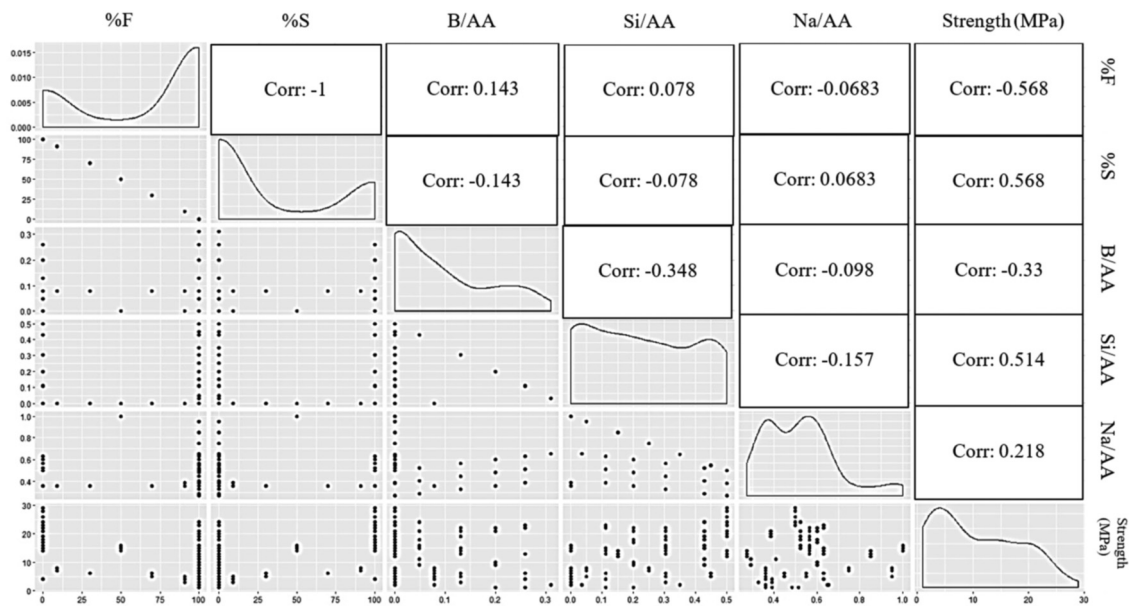 %F %S B/AA Si/AA Na/AA Strength (MPa)
0.015
0.010
0.005
0.000
Corr: -1 Corr: 0.143 Corr: 0.078 Corr: -0.0683 Corr: -0.568
%F
100
75
50
25
0
Corr: -0.143 Corr: -0.078 Corr: 0.0683 Corr: 0.568
%S
0.3
0.2
0.1
0.0
Corr: -0.348 Corr: -0.098 Corr: -0.33
B/AA
0.5
0.4
0.3
0.2
0.1
0.0
Corr: -0.157 Corr: 0.514
Si/AA
1.0
0.8
0.6
0.4
Corr: 0.218
Na/AA
30
20
10
0
Strength
(MPa)
0 25 50 75 100 0 25 50 75 100 0.0 0.1 0.2 0.3 0.0 0.1 0.2 0.3 0.4 0.5 0.4 0.6 0.8 1.0 0 10 20 30